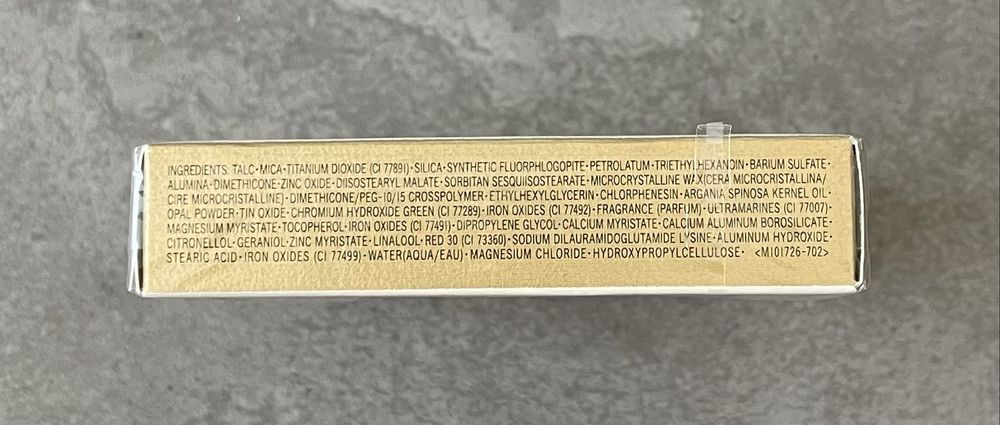 INGREDIENTS: TALC·MICA·TITANIUM DIOXIDE (CI 77891)·SILICA·SYNTHETIC FLUORPHLOGOPITE·PETROLATUM·TRIETHYLHEXANOIN·BARIUM SULFATE·
ALUMINA·DIMETHICONE·ZINC OXIDE·DIISOSTEARYL MALATE·SORBITAN SESQUIISOSTEARATE·MICROCRYSTALLINE WAX(CERA MICROCRISTALLINA/
CIRE MICROCRISTALLINE)·DIMETHICONE/PEG-10/15 CROSSPOLYMER·ETHYLHEXYLGLYCERIN·CHLORPHENESIN·ARGANIA SPINOSA KERNEL OIL·
OPAL POWDER·TIN OXIDE·CHROMIUM HYDROXIDE GREEN (CI 77289)·IRON OXIDES (CI 77492)·FRAGRANCE (PARFUM)·ULTRAMARINES (CI 77007)·
MAGNESIUM MYRISTATE·TOCOPHEROL·IRON OXIDES (CI 77491)·DIPROPYLENE GLYCOL·CALCIUM MYRISTATE·CALCIUM ALUMINUM BOROSILICATE·
CITRONELLOL·GERANIOL·ZINC MYRISTATE·LINALOOL·RED 30 (CI 73360)·SODIUM DILAURAMIDOGLUTAMIDE LYSINE·ALUMINUM HYDROXIDE·
STEARIC ACID·IRON OXIDES (CI 77499)·WATER(AQUA/EAU)·MAGNESIUM CHLORIDE·HYDROXYPROPYLCELLULOSE· <M101726-702>